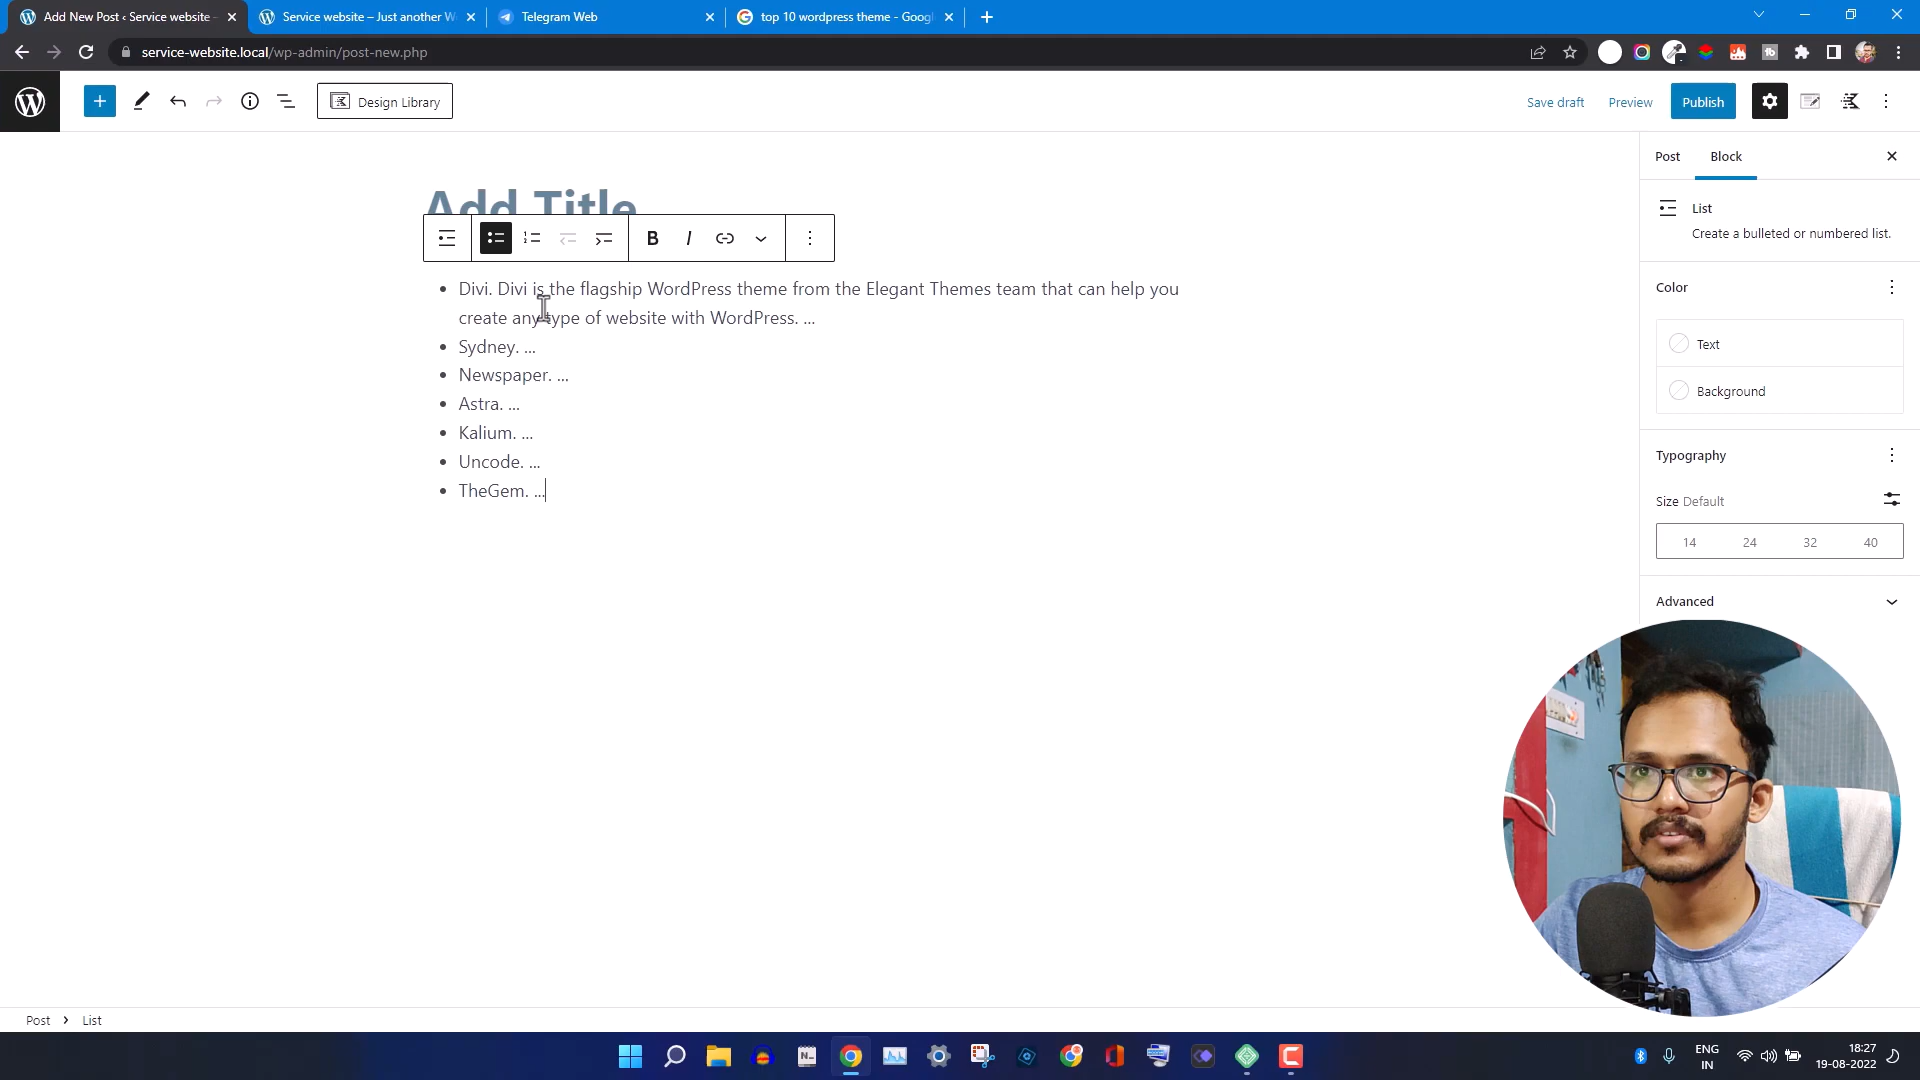 Add New Post ‹ Service website –
Service website – Just another W
Telegram Web
top 10 wordpress theme - Googl
service-website.local/wp-admin/post-new.php
Design Library
Save draft
Preview
Publish
Add Title
Post
Block
List
Create a bulleted or numbered list.
Color
Text
Background
Typography
Size Default
14 24 32 40
Advanced
Divi. Divi is the flagship WordPress theme from the Elegant Themes team that can help you
create any type of website with WordPress. ...
Sydney. ...
Newspaper. ...
Astra. ...
Kalium. ...
Uncode. ...
TheGem. ...
Post > List
ENG
IN
18:27
19-08-2022